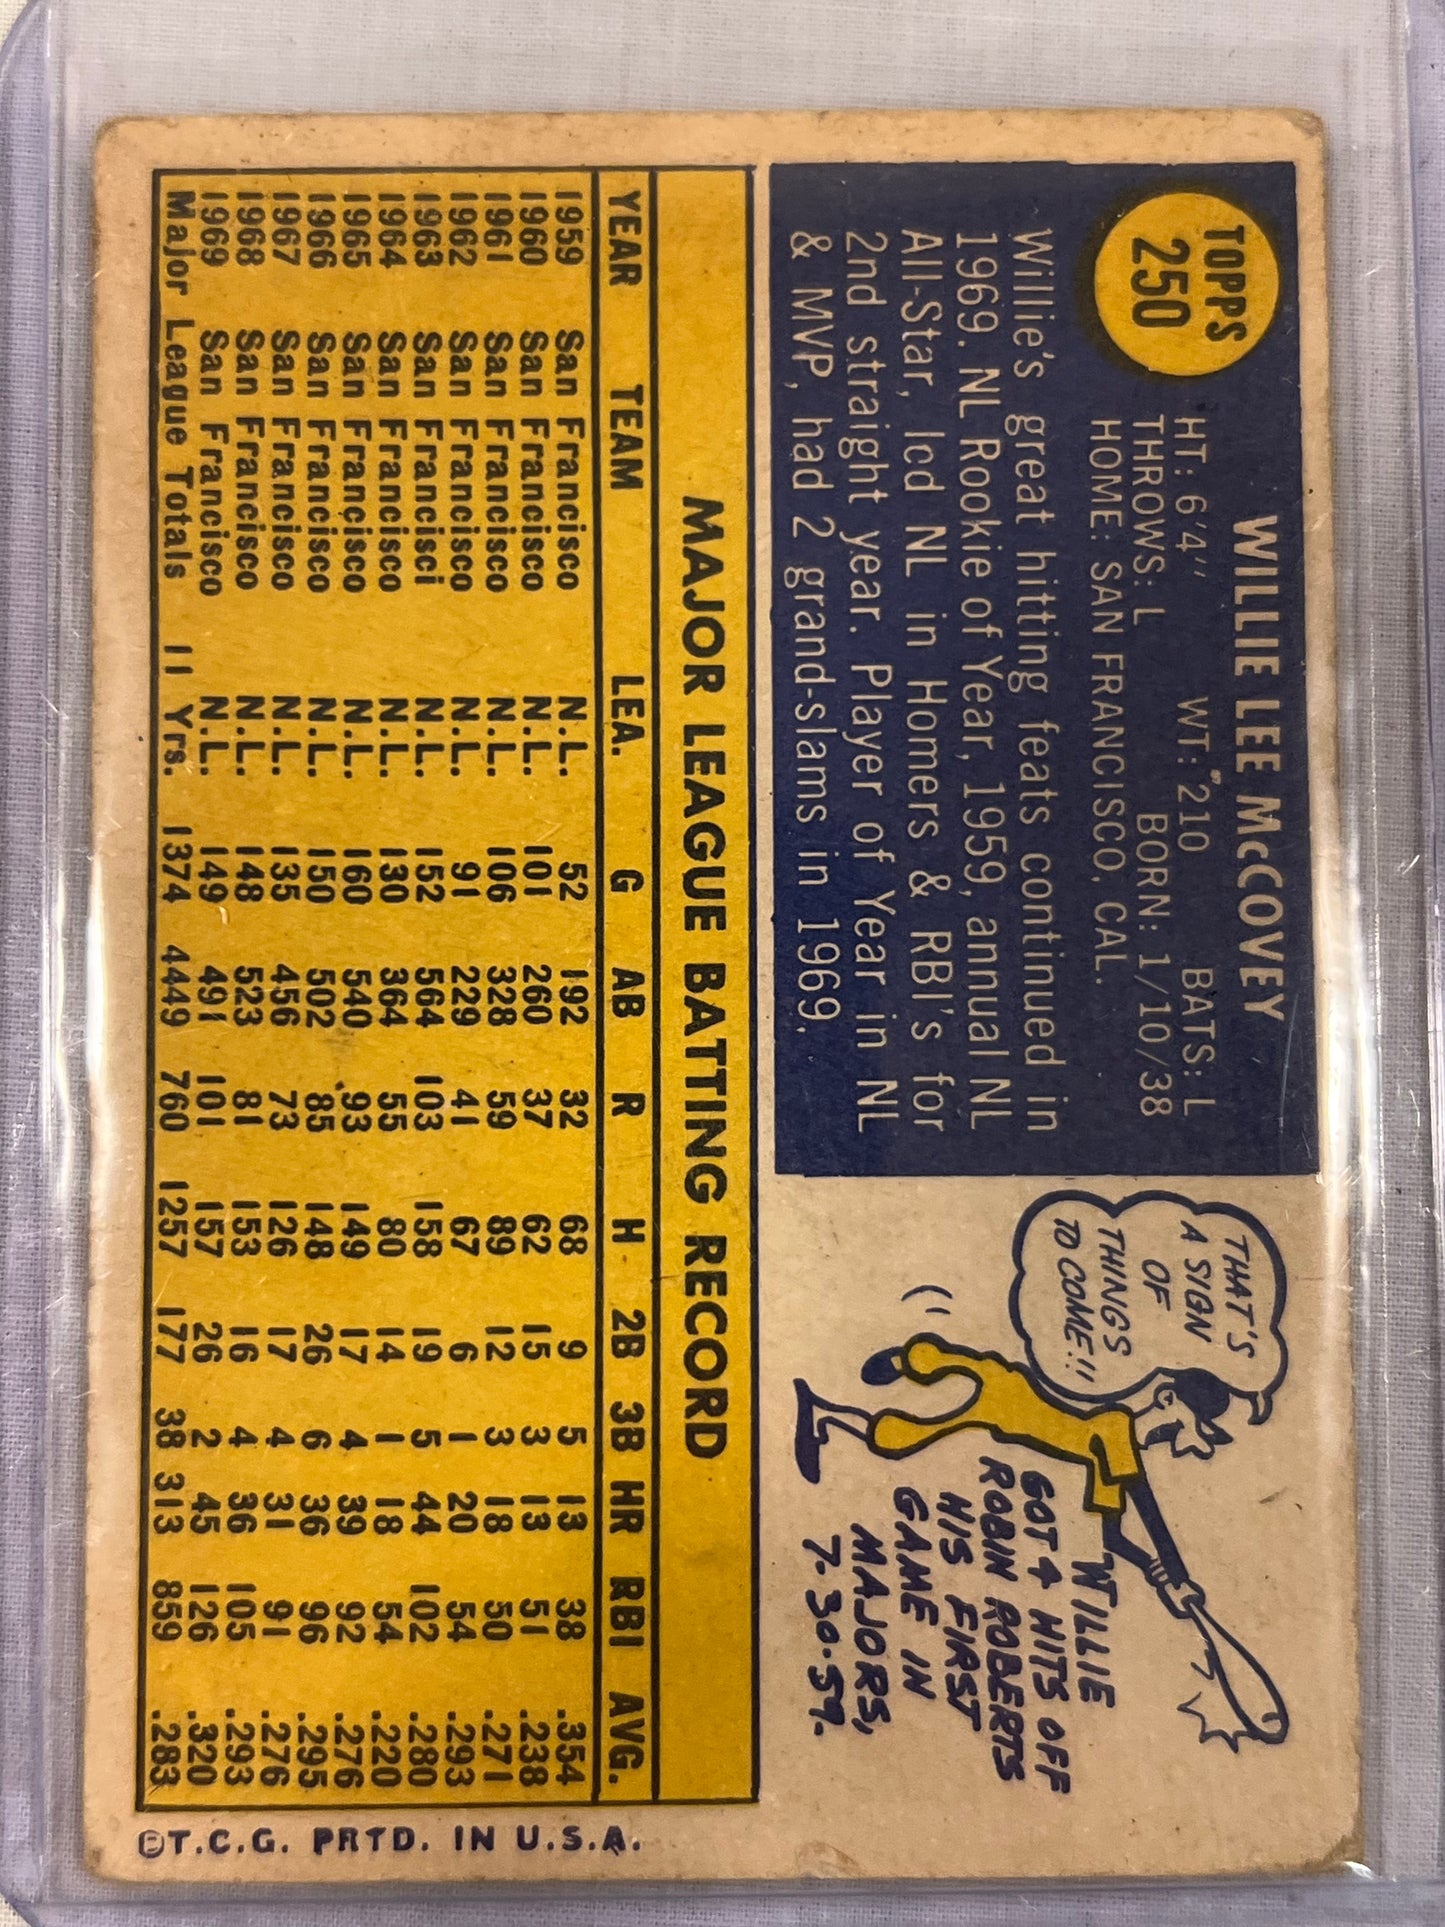 TOPPS
250
WILLIE LEE McCOVEY
HT: 6'4" WT: 210 BATS: L
THROWS: L BORN: 1/10/38
HOME: SAN FRANCISCO, CAL.
Willie's great hitting feats continued in
1969. NL Rookie of Year, 1959, annual NL
All-Star, lcd NL in Homers & RBI's for
2nd straight year. Player of Year in NL
& MVP, had 2 grand-slams in 1969.
THAT'S
A SIGN
OF
THINGS
TO COME!!
WILLIE
GOT 4 HITS OFF
ROBIN ROBERTS
HIS FIRST
GAME IN
MAJORS,
7-30-59.
MAJOR LEAGUE BATTING RECORD
YEAR TEAM LEA. G AB R H 2B 3B HR RBI AVG.
1959 San Francisco N.L. 52 192 32 68 9 5 13 38 .354
1960 San Francisco N.L. 101 260 37 62 15 3 13 51 .238
1961 San Francisco N.L. 106 328 59 89 12 3 18 50 .271
1962 San Francisco N.L. 91 229 41 67 6 1 20 54 .293
1963 San Francisci N.L. 152 564 103 158 19 5 44 102 .280
1964 San Francisco N.L. 130 364 55 80 14 1 18 54 .220
1965 San Francisco N.L. 160 540 93 149 17 4 39 92 .276
1966 San Francisco N.L. 150 502 85 148 26 6 36 96 .295
1967 San Francisco N.L. 135 456 73 126 17 4 31 91 .276
1968 San Francisco N.L. 148 523 81 153 16 4 36 105 .293
1969 San Francisco N.L. 149 491 101 157 26 2 45 126 .320
Major League Totals 11 Yrs. 1374 4449 760 1257 177 38 313 859 .283
©T.C.G. PRTD. IN U.S.A.